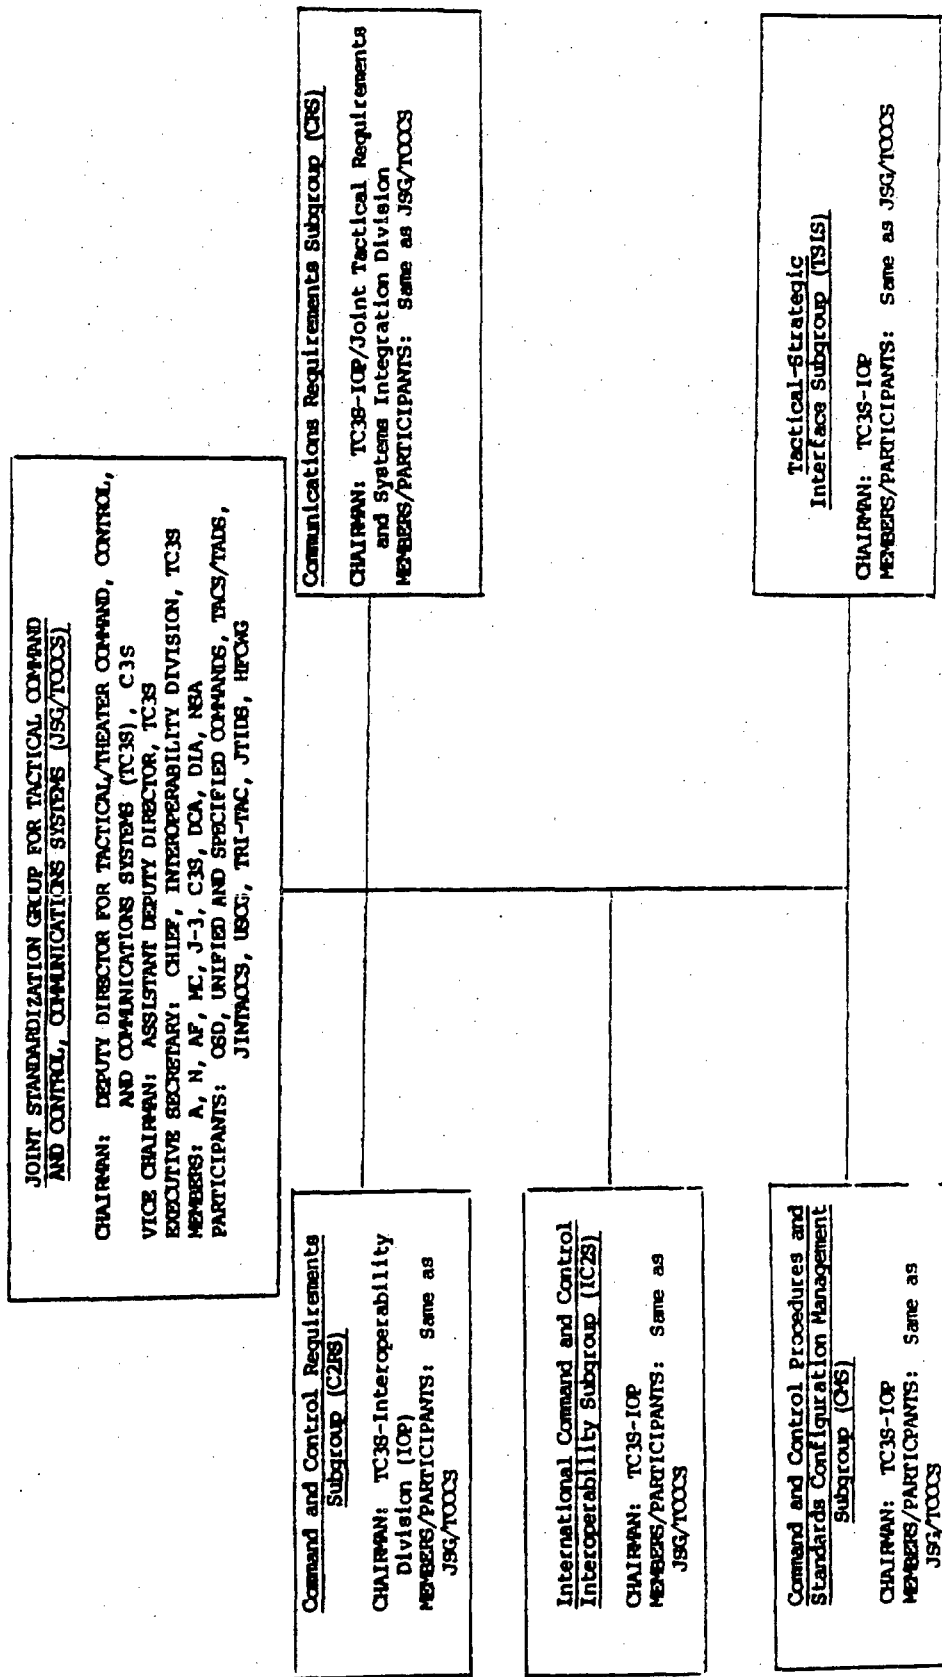 JOINT STANDARDIZATION GROUP FOR TACTICAL COMMAND
AND CONTROL, COMMUNICATIONS SYSTEMS (JSG/TCCCS)
CHAIRMAN: DEPUTY DIRECTOR FOR TACTICAL/THEATER COMMAND, CONTROL,
AND COMMUNICATIONS SYSTEMS (TC3S), C3S
VICE CHAIRMAN: ASSISTANT DEPUTY DIRECTOR, TC3S
EXECUTIVE SECRETARY: CHIEF, INTEROPERABILITY DIVISION, TC3S
MEMBERS: A, N, AF, MC, J-3, C3S, DCA, DIA, NSA
PARTICIPANTS: OSD, UNIFIED AND SPECIFIED COMMANDS, TACS/TADS,
JINTACCS, USCG, TRI-TAC, JTIDS, HFCWG
Command and Control Requirements
Subgroup (C2RS)
CHAIRMAN: TC3S-Interoperability
Division (IOP)
MEMBERS/PARTICIPANTS: Same as
JSG/TCCCS
Communications Requirements Subgroup (CRS)
CHAIRMAN: TC3S-IOP/Joint Tactical Requirements
and Systems Integration Division
MEMBERS/PARTICIPANTS: Same as JSG/TCCCS
International Command and Control
Interoperability Subgroup (IC2S)
CHAIRMAN: TC3S-IOP
MEMBERS/PARTICIPANTS: Same as
JSG/TCCCS
Command and Control Procedures and
Standards Configuration Management
Subgroup (CMS)
CHAIRMAN: TC3S-IOP
MEMBERS/PARTICPANTS: Same as
JSG/TCCCS
Tactical-Strategic
Interface Subgroup (TSIS)
CHAIRMAN: TC3S-IOP
MEMBERS/PARTICIPANTS: Same as JSG/TCCCS